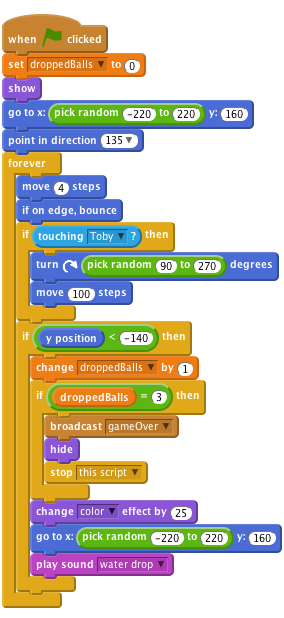 when clicked
set droppedBalls to 0
show
go to x: pick random -220 to 220 y: 160
point in direction 135
forever
move 4 steps
if on edge, bounce
if touching Toby ? then
turn pick random 90 to 270 degrees
move 100 steps
if y position < -140 then
change droppedBalls by 1
if droppedBalls = 3 then
broadcast gameOver
hide
stop this script
change color effect by 25
go to x: pick random -220 to 220 y: 160
play sound water drop